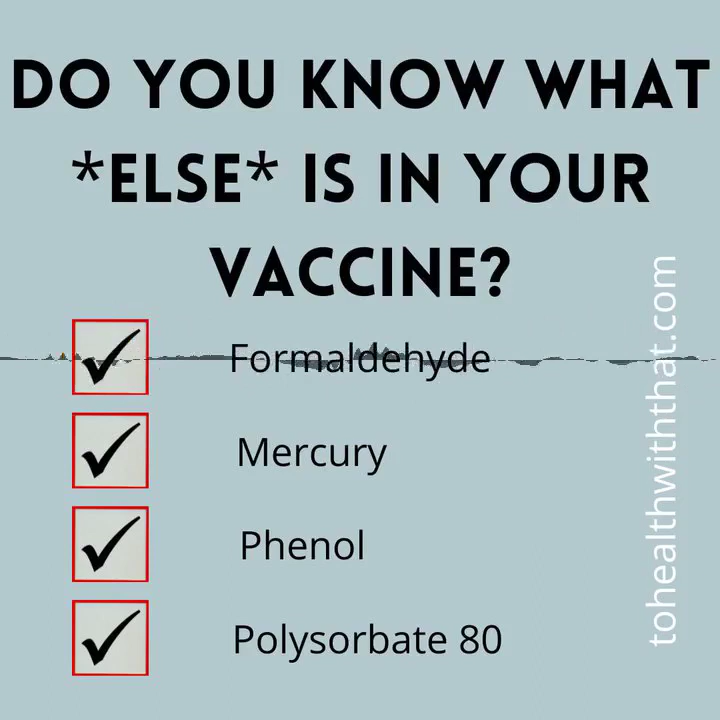 DO YOU KNOW WHAT
*ELSE* IS IN YOUR
VACCINE?
Formaldehyde
Mercury
Phenol
Polysorbate 80
tohealthwiththat.com